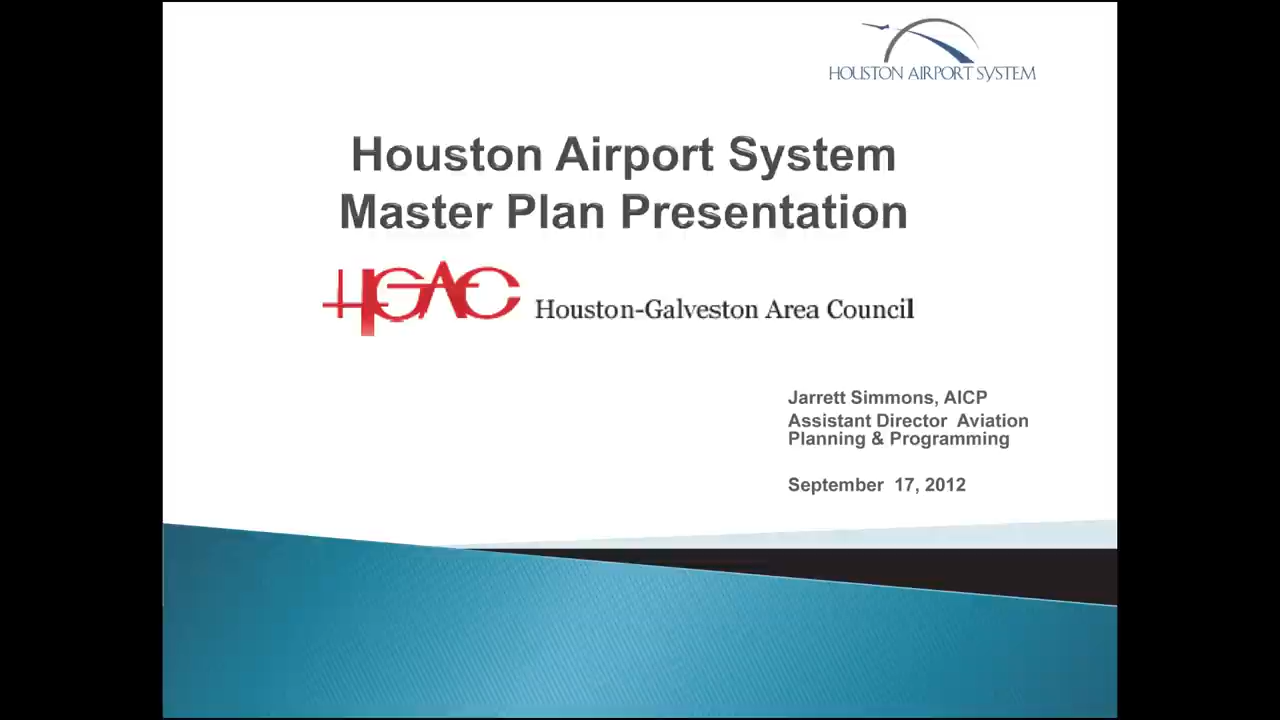 HOUSTON AIRPORT SYSTEM
Houston Airport System
Master Plan Presentation
HGAC
Houston-Galveston Area Council
Jarrett Simmons, AICP
Assistant Director Aviation
Planning & Programming
September 17, 2012